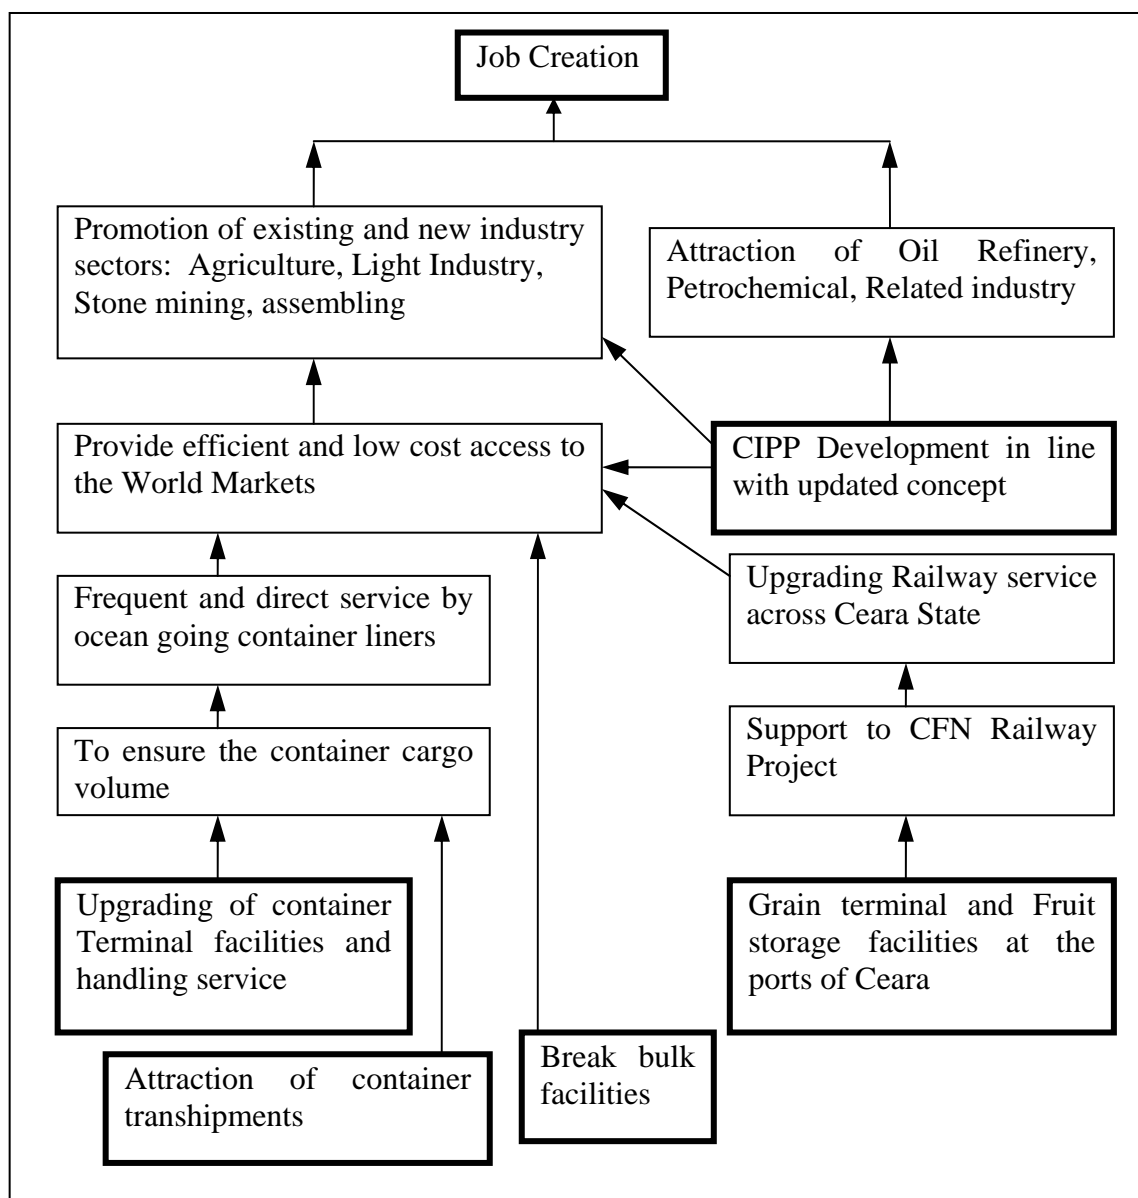 Job Creation
Promotion of existing and new industry
sectors: Agriculture, Light Industry,
Stone mining, assembling
Attraction of Oil Refinery,
Petrochemical, Related industry
Provide efficient and low cost access to
the World Markets
CIPP Development in line
with updated concept
Frequent and direct service by
ocean going container liners
Upgrading Railway service
across Ceara State
To ensure the container cargo
volume
Support to CFN Railway
Project
Upgrading of container
Terminal facilities and
handling service
Grain terminal and Fruit
storage facilities at the
ports of Ceara
Attraction of container
transhipments
Break bulk
facilities